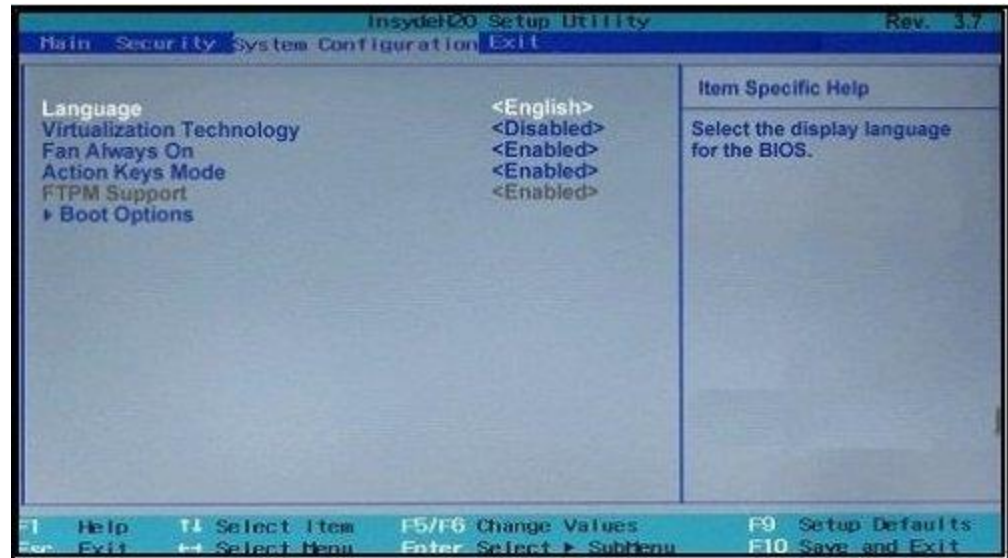 InsydeH20 Setup Utility Rev. 3.7
Main Security System Configuration Exit
Language <English>
Virtualization Technology <Disabled>
Fan Always On <Enabled>
Action Keys Mode <Enabled>
FTPM Support <Enabled>
Boot Options
Item Specific Help
Select the display language
for the BIOS.
F1 Help ↑↓ Select Item F5/F6 Change Values F9 Setup Defaults
Esc Exit ↔ Select Menu Enter Select ▶ SubMenu F10 Save and Exit